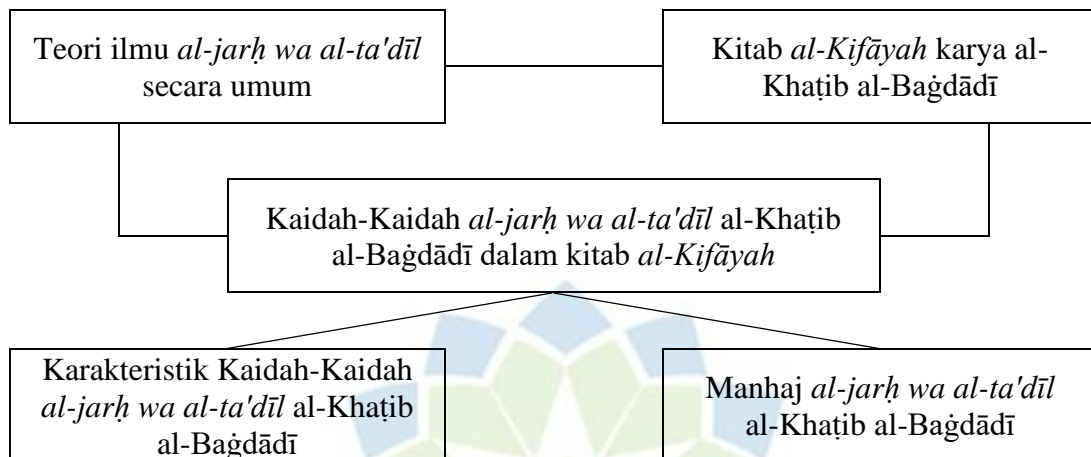 Teori ilmu al-jarḥ wa al-ta'dīl
secara umum
Kitab al-Kifāyah karya al-
Khaṭib al-Baġdādī
Kaidah-Kaidah al-jarḥ wa al-ta'dīl al-Khaṭib
al-Baġdādī dalam kitab al-Kifāyah
Karakteristik Kaidah-Kaidah
al-jarḥ wa al-ta'dīl al-Khaṭib
al-Baġdādī
Manhaj al-jarḥ wa al-ta'dīl
al-Khaṭib al-Baġdādī